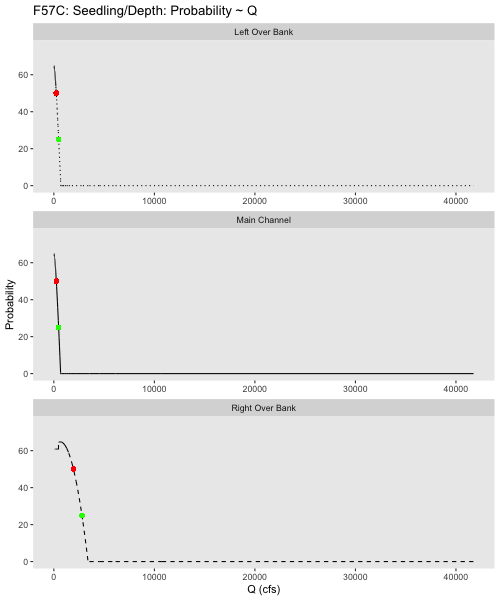 F57C: Seedling/Depth: Probability ~ Q
Left Over Bank
60
40
20
0
0 10000 20000 30000 40000
Main Channel
60
40
20
0
0 10000 20000 30000 40000
Probability
Right Over Bank
60
40
20
0
0 10000 20000 30000 40000
Q (cfs)